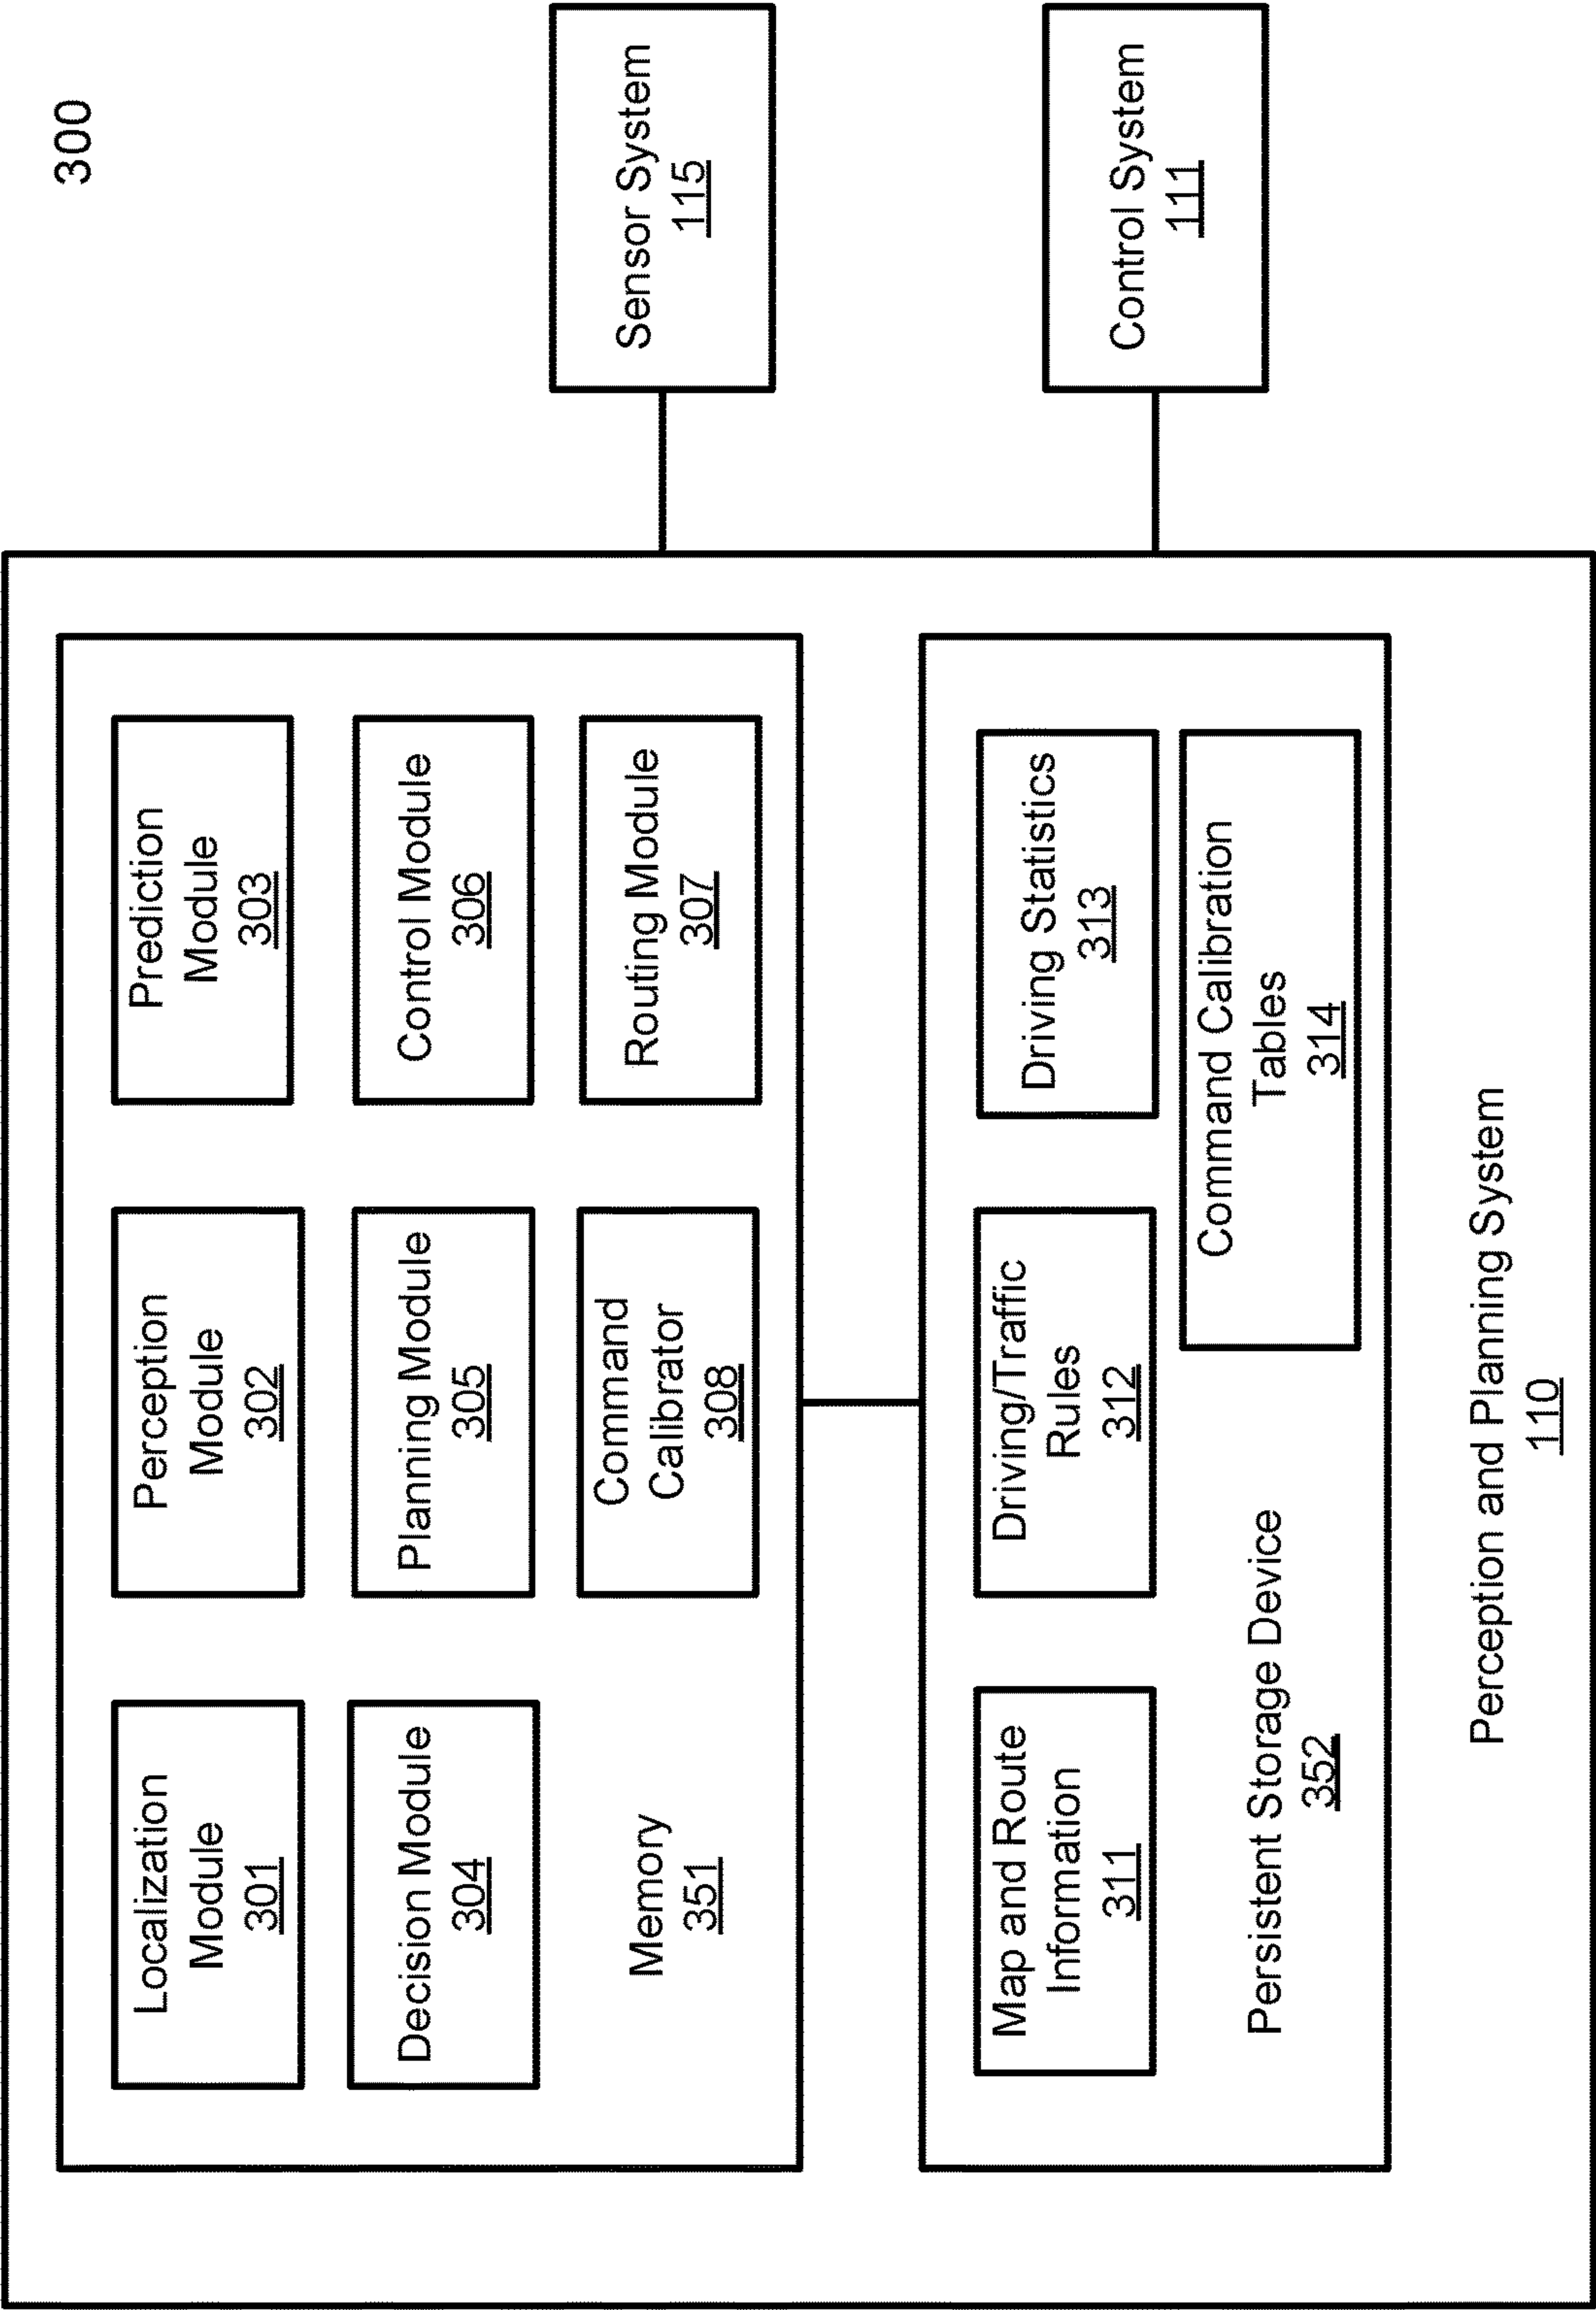 300
Localization
Module
301
Perception
Module
302
Prediction
Module
303
Decision Module
304
Planning Module
305
Control Module
306
Memory
351
Command
Calibrator
308
Routing Module
307
Sensor System
115
Map and Route
Information
311
Driving/Traffic
Rules
312
Driving Statistics
313
Command Calibration
Tables
314
Persistent Storage Device
352
Control System
111
Perception and Planning System
110